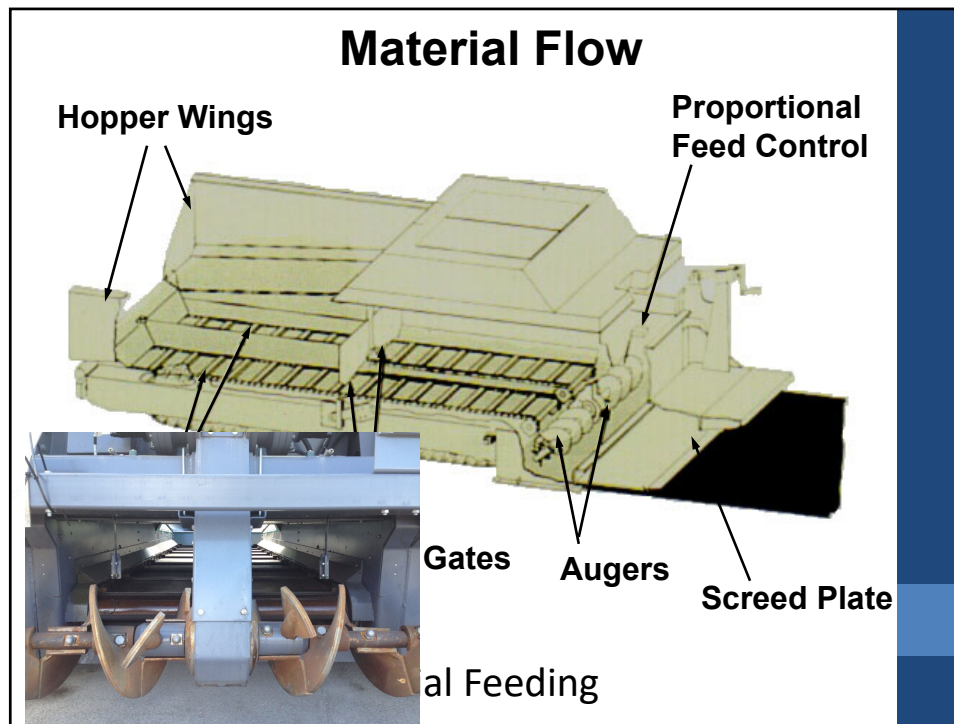 Material Flow
Hopper Wings
Proportional
Feed Control
Gates
Augers
Screed Plate
al Feeding